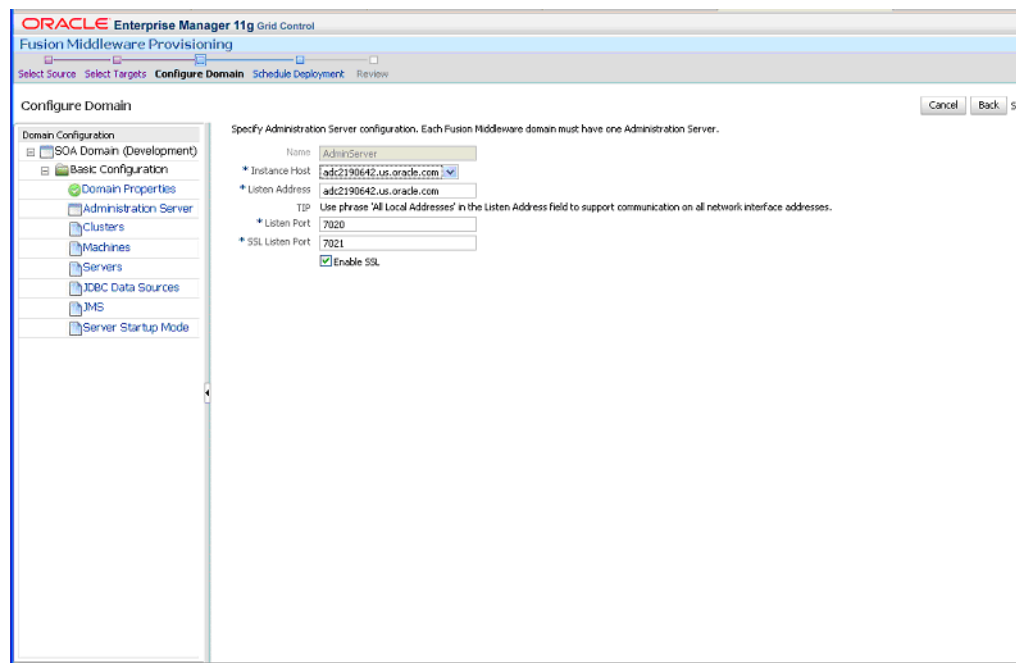 ORACLE Enterprise Manager 11g Grid Control
Fusion Middleware Provisioning
Select Source Select Targets Configure Domain Schedule Deployment Review
Configure Domain
Cancel Back S
Domain Configuration
SOA Domain (Development)
Basic Configuration
Domain Properties
Administration Server
Clusters
Machines
Servers
JDBC Data Sources
JMS
Server Startup Mode
Specify Administration Server configuration. Each Fusion Middleware domain must have one Administration Server.
Name AdminServer
* Instance Host adc2190642.us.oracle.com
* Listen Address adc2190642.us.oracle.com
TIP Use phrase 'All Local Addresses' in the Listen Address field to support communication on all network interface addresses.
* Listen Port 7020
* SSL Listen Port 7021
Enable SSL